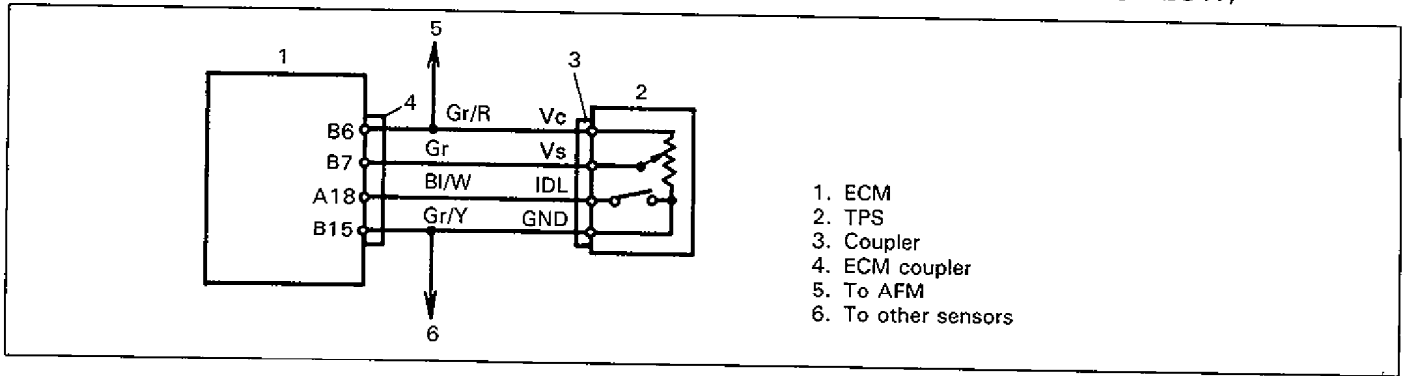 5
1
3
2
4
Gr/R
Vc
B6
Gr
Vs
B7
Bl/W
IDL
A18
Gr/Y
GND
B15
6
1. ECM
2. TPS
3. Coupler
4. ECM coupler
5. To AFM
6. To other sensors